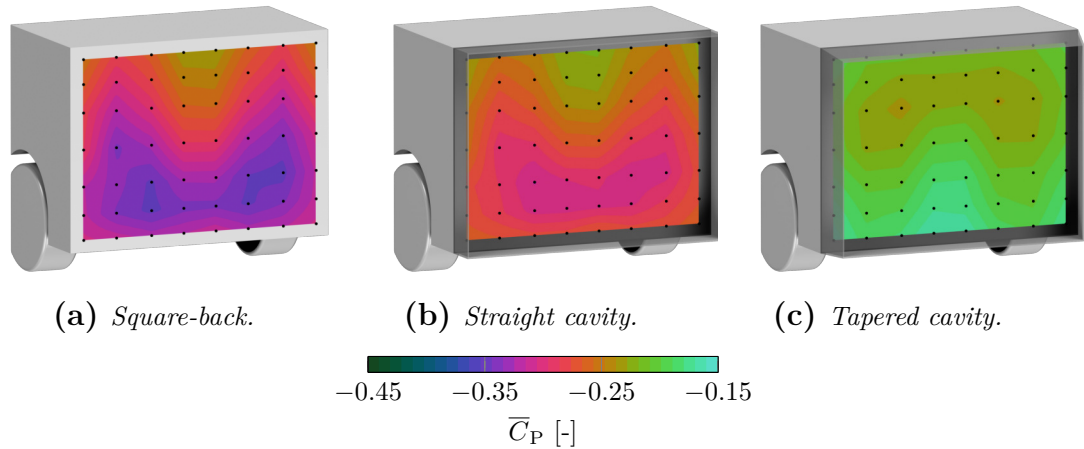 (a) Square-back.
(b) Straight cavity.
(c) Tapered cavity.
−0.45 −0.35 −0.25 −0.15
C̅P [-]